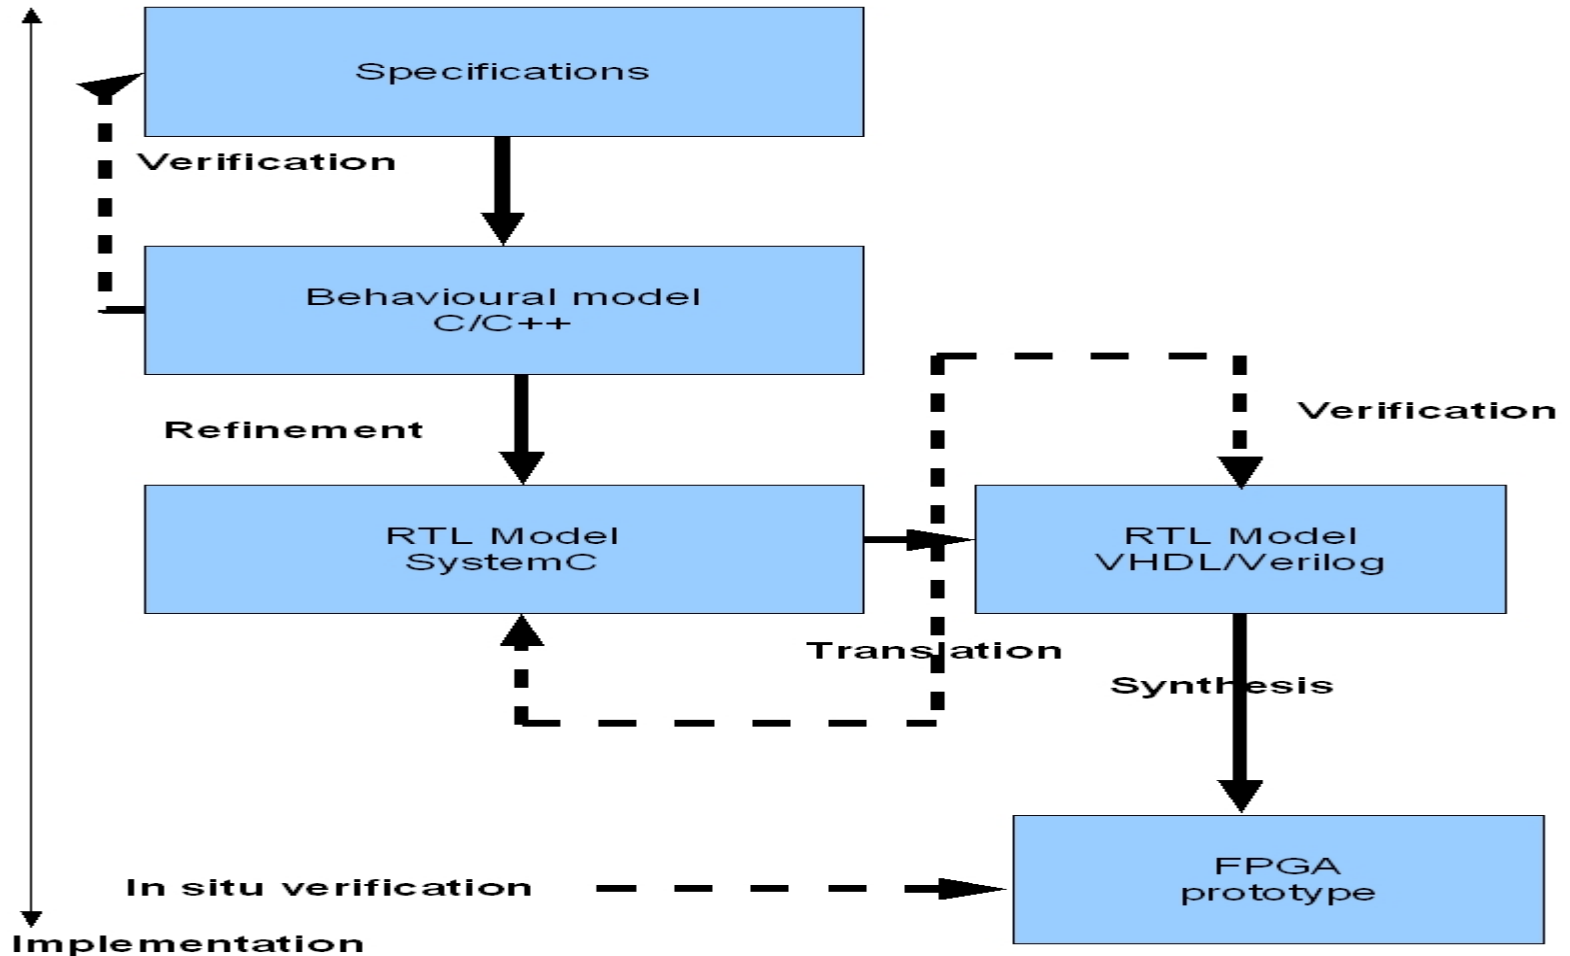 Specifications
Verification
Behavioural model
C/C++
Verification
Refinement
RTL Model
SystemC
RTL Model
VHDL/Verilog
Translation
Synthesis
FPGA
prototype
In situ verification
Implementation